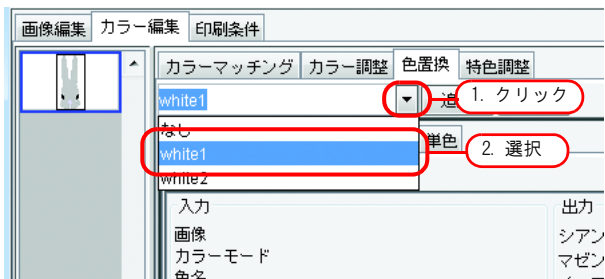 画像編集 カラー編集 印刷条件
カラーマッチング カラー調整 色置換 特色調整
white1 追
1. クリック
なし
white1
単色
2. 選択
white2
入力 出力
画像 シアン
カラーモード マゼン
色名